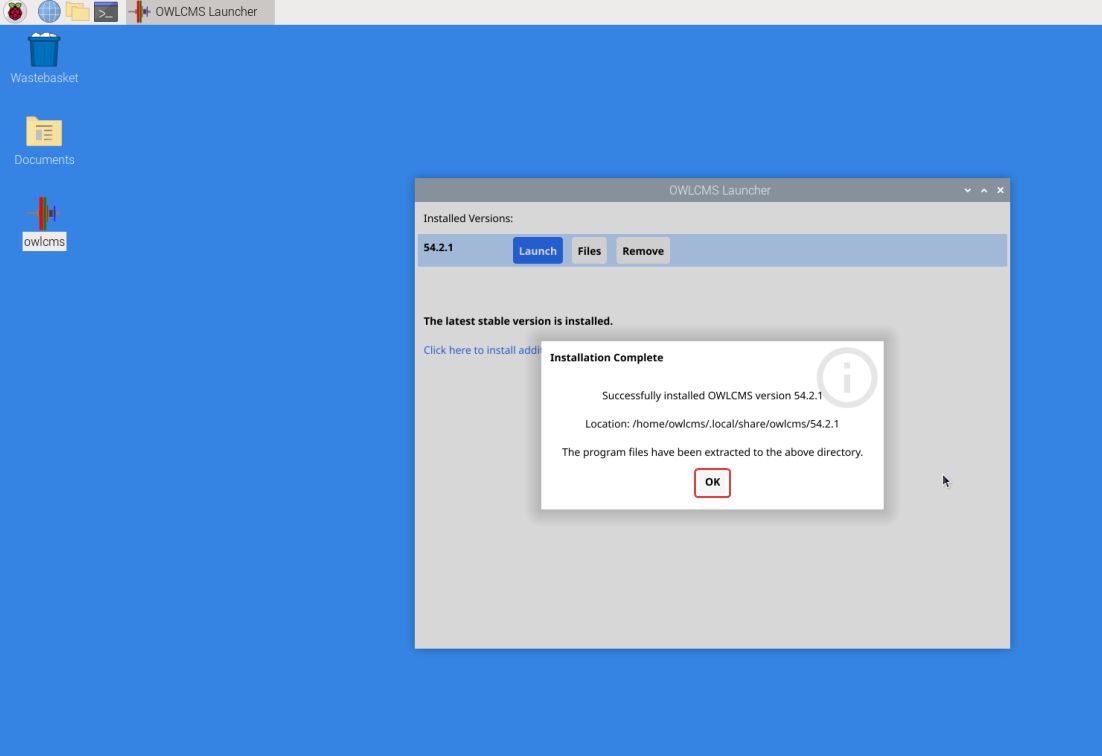 OWLCMS Launcher
Wastebasket
Documents
owlcms
OWLCMS Launcher
Installed Versions:
54.2.1 Launch Files Remove
The latest stable version is installed.
Click here to install addi
Installation Complete
Successfully installed OWLCMS version 54.2.1
Location: /home/owlcms/.local/share/owlcms/54.2.1
The program files have been extracted to the above directory.
OK